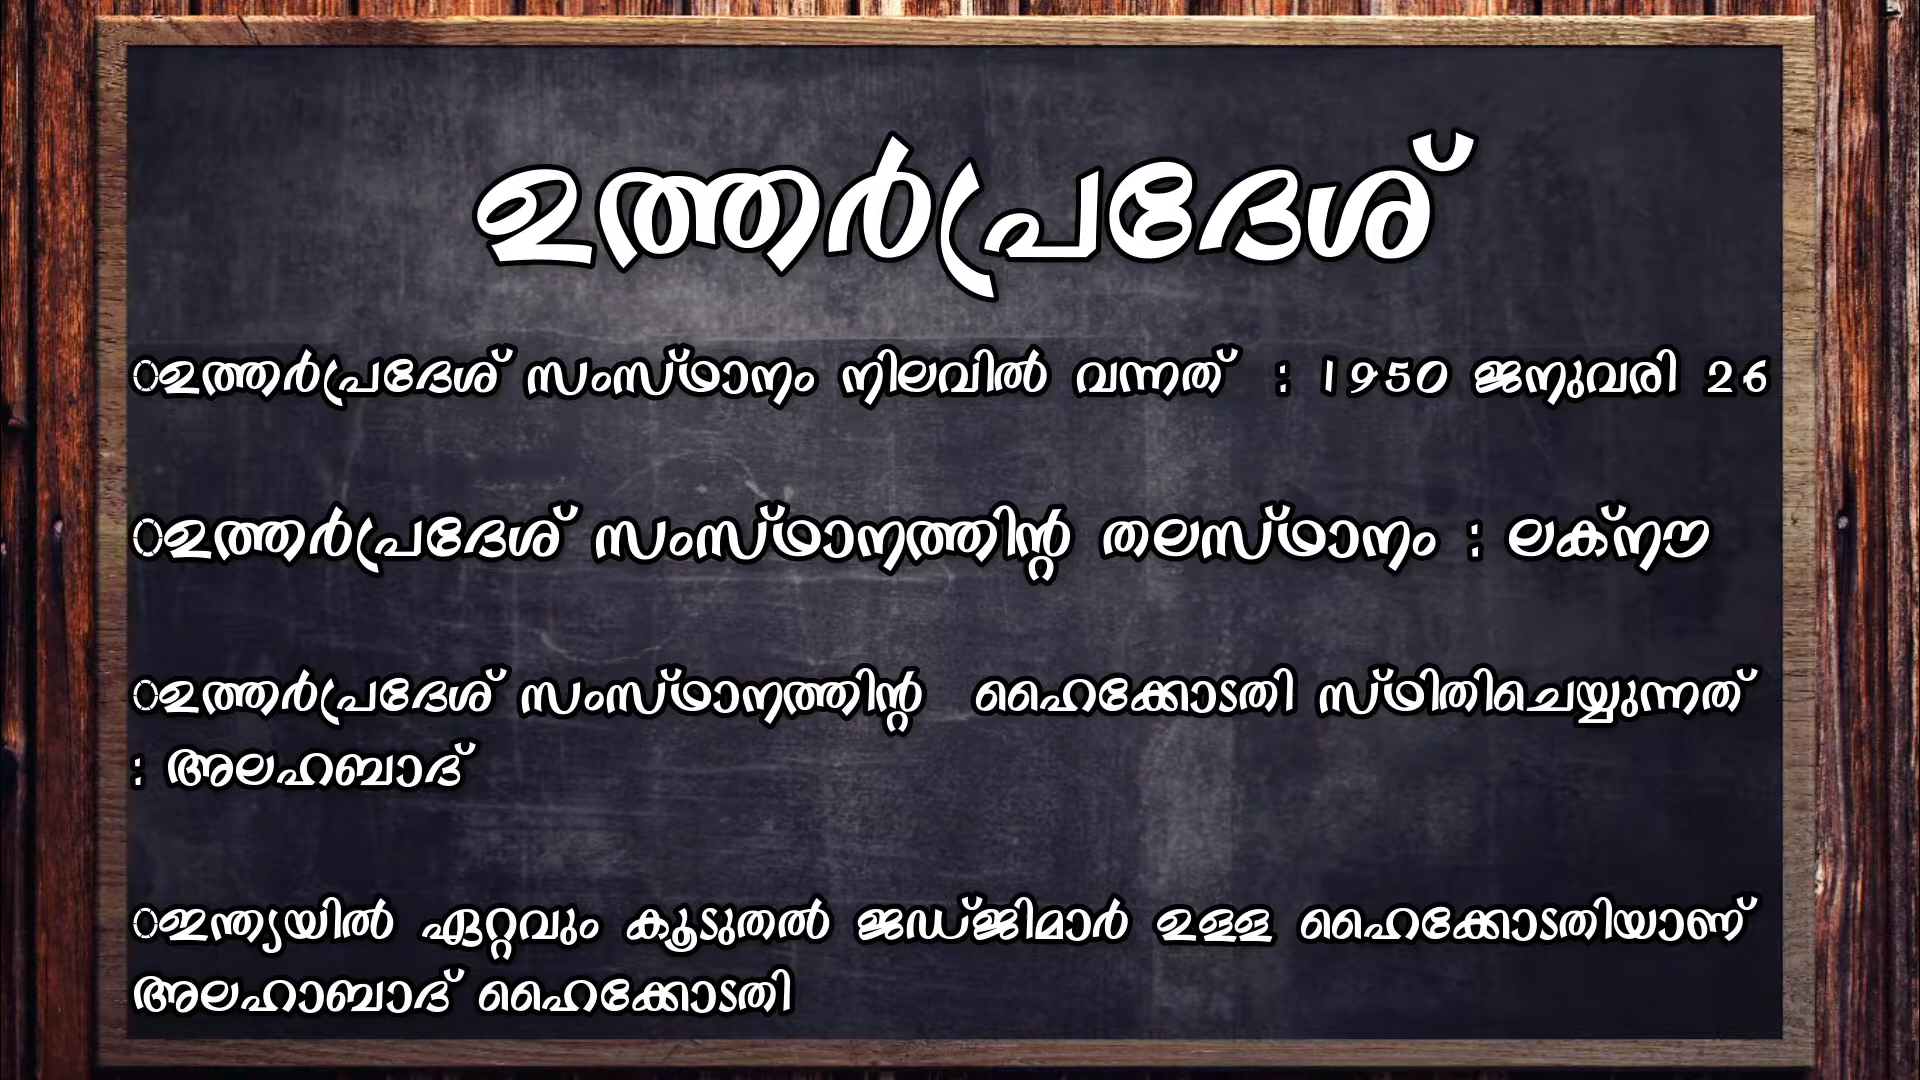 ഉത്തർപ്രദേശ്
◌ഉത്തർപ്രദേശ് സംസ്ഥാനം നിലവിൽ വന്നത് : 1950 ജനുവരി 26
◌ഉത്തർപ്രദേശ് സംസ്ഥാനത്തിന്റ തലസ്ഥാനം : ലക്നൗ
◌ഉത്തർപ്രദേശ് സംസ്ഥാനത്തിന്റ ഹൈക്കോടതി സ്ഥിതിചെയ്യുന്നത്
: അലഹബാദ്
◌ഇന്ത്യയിൽ ഏറ്റവും കൂടുതൽ ജഡ്ജിമാർ ഉള്ള ഹൈക്കോടതിയാണ്
അലഹാബാദ് ഹൈക്കോടതി